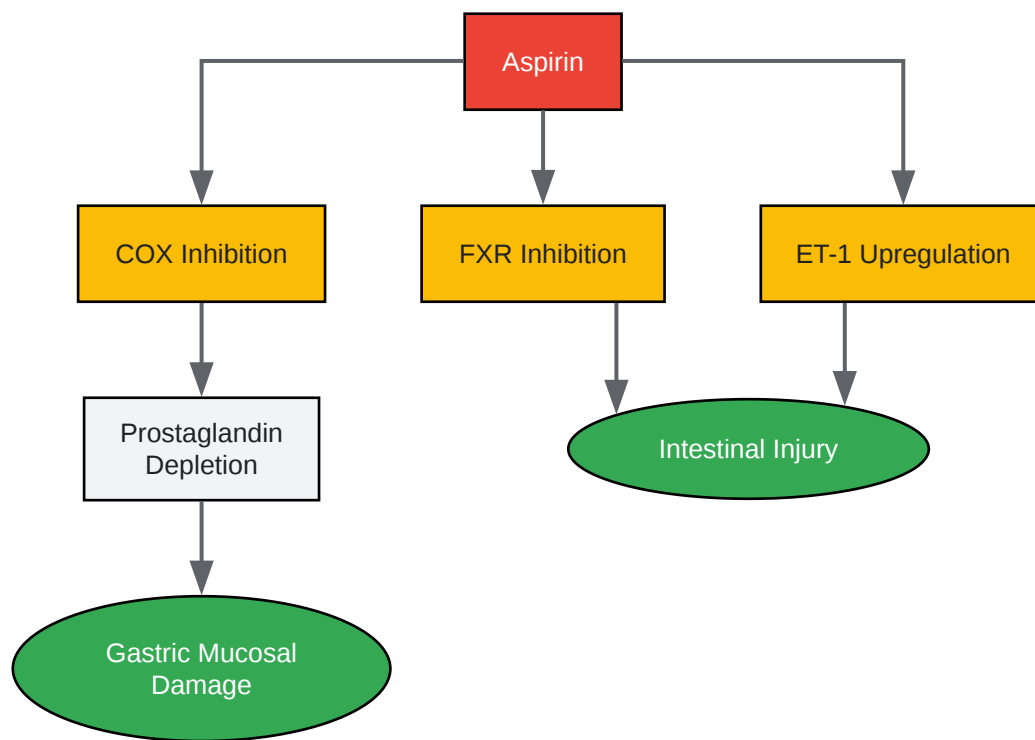 Aspirin
COX Inhibition
FXR Inhibition
ET-1 Upregulation
Prostaglandin
Depletion
Intestinal Injury
Gastric Mucosal
Damage